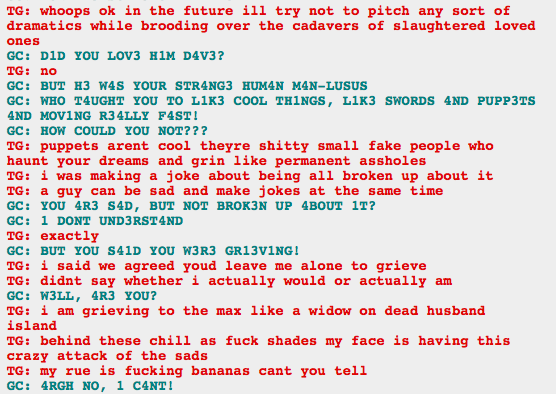 TG: whoops ok in the future ill try not to pitch any sort of
dramatics while brooding over the cadavers of slaughtered loved
ones
GC: D1D YOU LOV3 H1M D4V3?
TG: no
GC: BUT H3 W4S YOUR STR4NG3 HUM4N M4N-LUSUS
GC: WHO T4UGHT YOU TO L1K3 COOL TH1NGS, L1K3 SWORDS 4ND PUPP3TS
4ND MOV1NG R34LLY F4ST!
GC: HOW COULD YOU NOT???
TG: puppets arent cool theyre shitty small fake people who
haunt your dreams and grin like permanent assholes
TG: i was making a joke about being all broken up about it
TG: a guy can be sad and make jokes at the same time
GC: YOU 4R3 S4D, BUT NOT BROK3N UP 4BOUT 1T?
GC: 1 DONT UND3RST4ND
TG: exactly
GC: BUT YOU S41D YOU W3R3 GR13V1NG!
TG: i said we agreed youd leave me alone to grieve
TG: didnt say whether i actually would or actually am
GC: W3LL, 4R3 YOU?
TG: i am grieving to the max like a widow on dead husband
island
TG: behind these chill as fuck shades my face is having this
crazy attack of the sads
TG: my rue is fucking bananas cant you tell
GC: 4RGH NO, 1 C4NT!